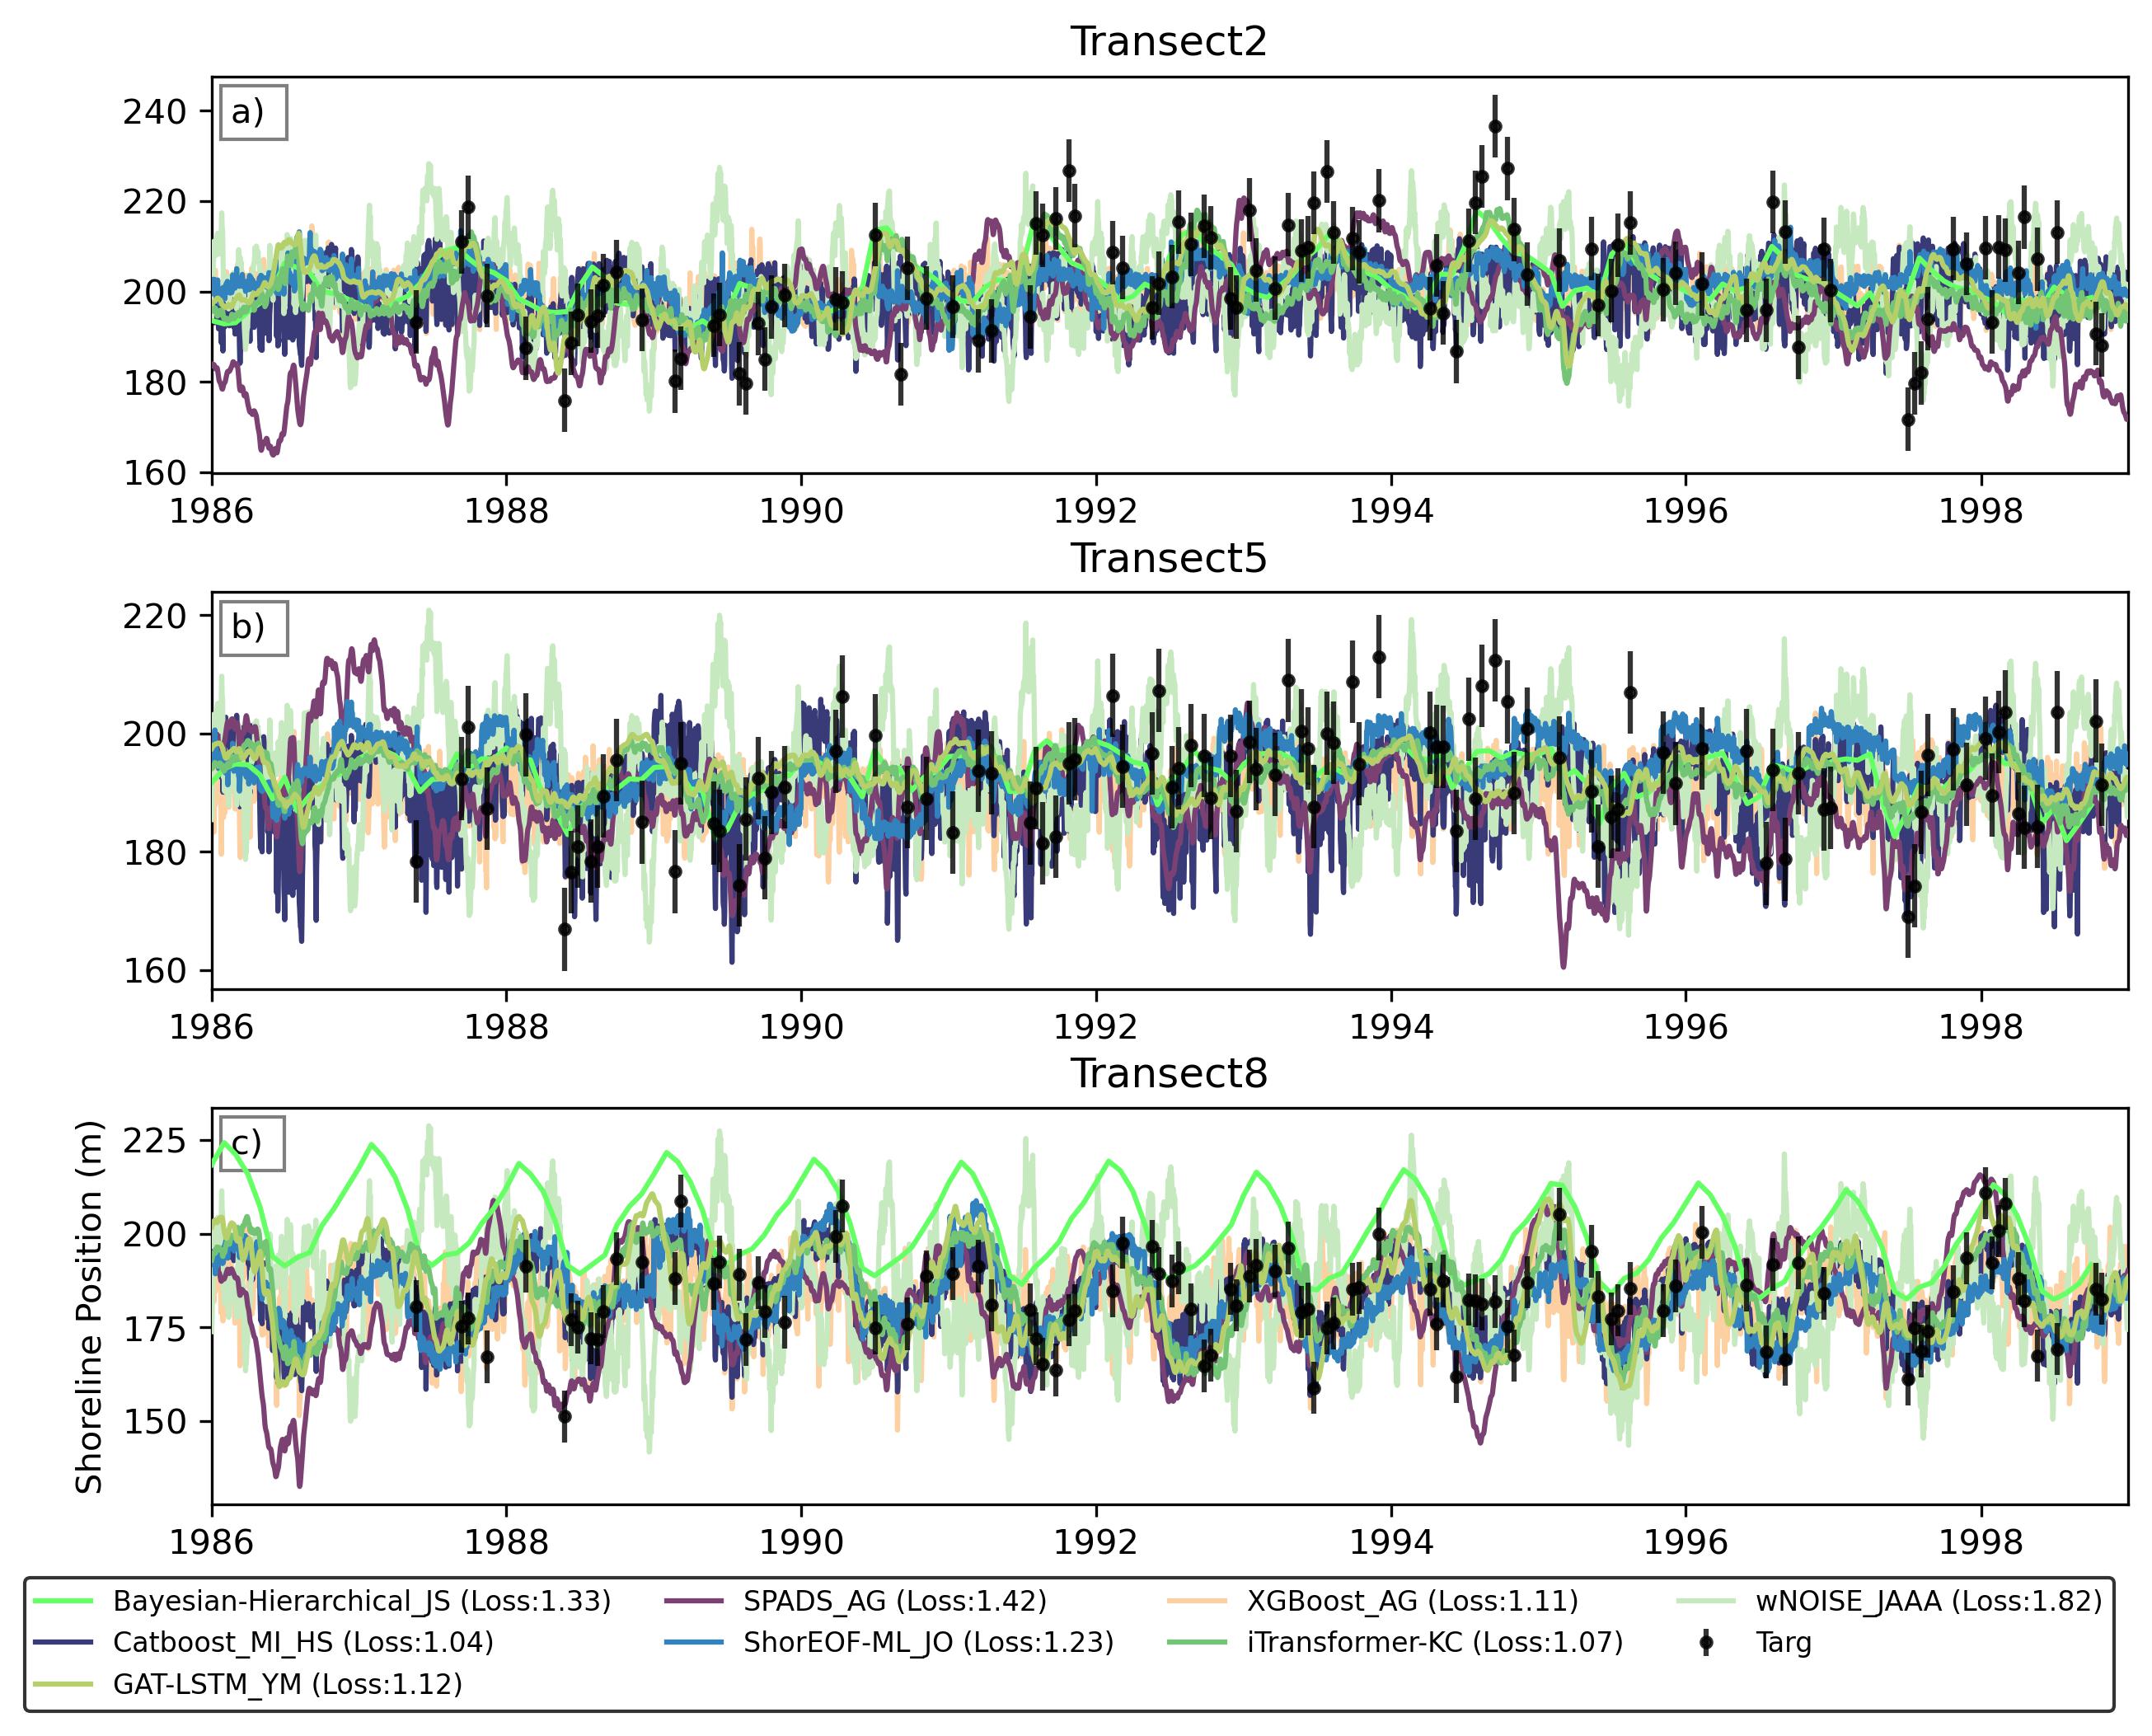 Transect2
a)
240
220
200
180
160
1986 1988 1990 1992 1994 1996 1998
Transect5
b)
220
200
180
160
1986 1988 1990 1992 1994 1996 1998
Transect8
c)
Shoreline Position (m)
225
200
175
150
1986 1988 1990 1992 1994 1996 1998
Bayesian-Hierarchical_JS (Loss:1.33) SPADS_AG (Loss:1.42) XGBoost_AG (Loss:1.11) wNOISE_JAAA (Loss:1.82)
Catboost_MI_HS (Loss:1.04) ShorEOF-ML_JO (Loss:1.23) iTransformer-KC (Loss:1.07) Targ
GAT-LSTM_YM (Loss:1.12)